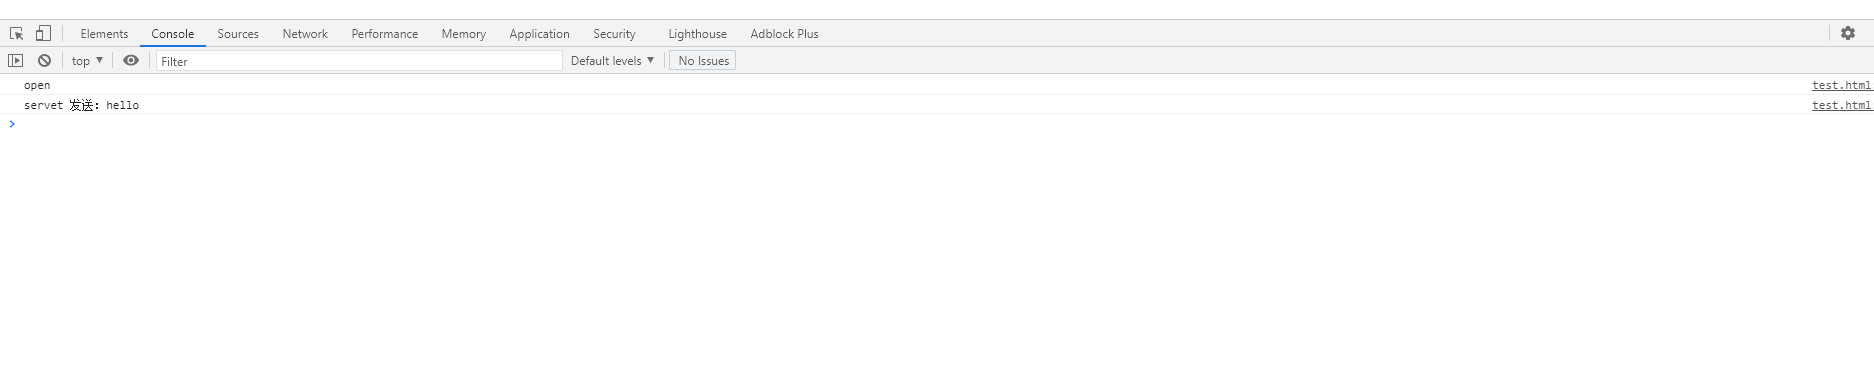 Elements Console Sources Network Performance Memory Application Security Lighthouse Adblock Plus
top Filter Default levels No Issues
open test.html
servet 发送: hello test.html